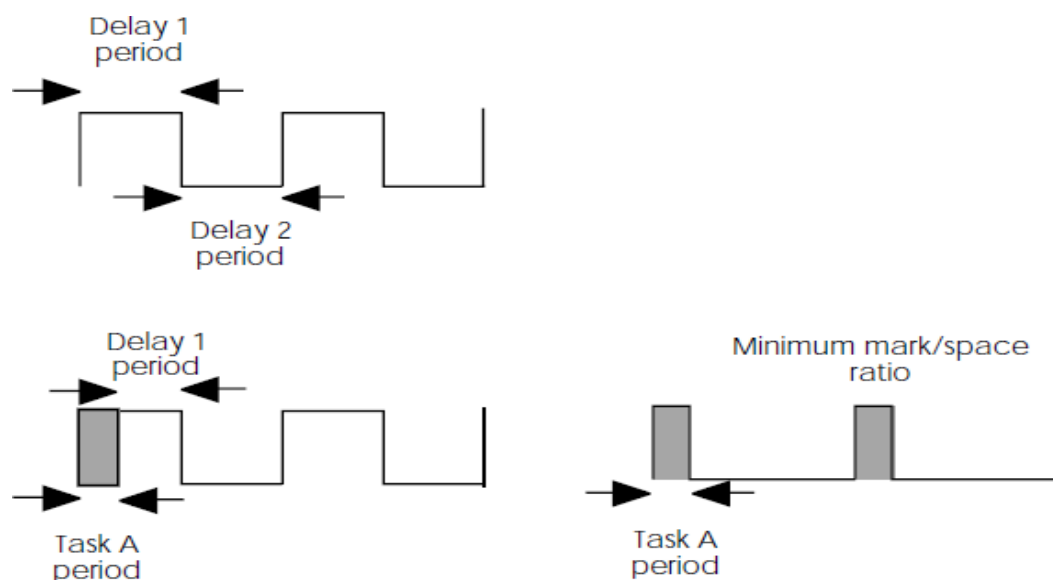 Delay 1
period
Delay 2
period
Delay 1
period
Task A
period
Minimum mark/space
ratio
Task A
period